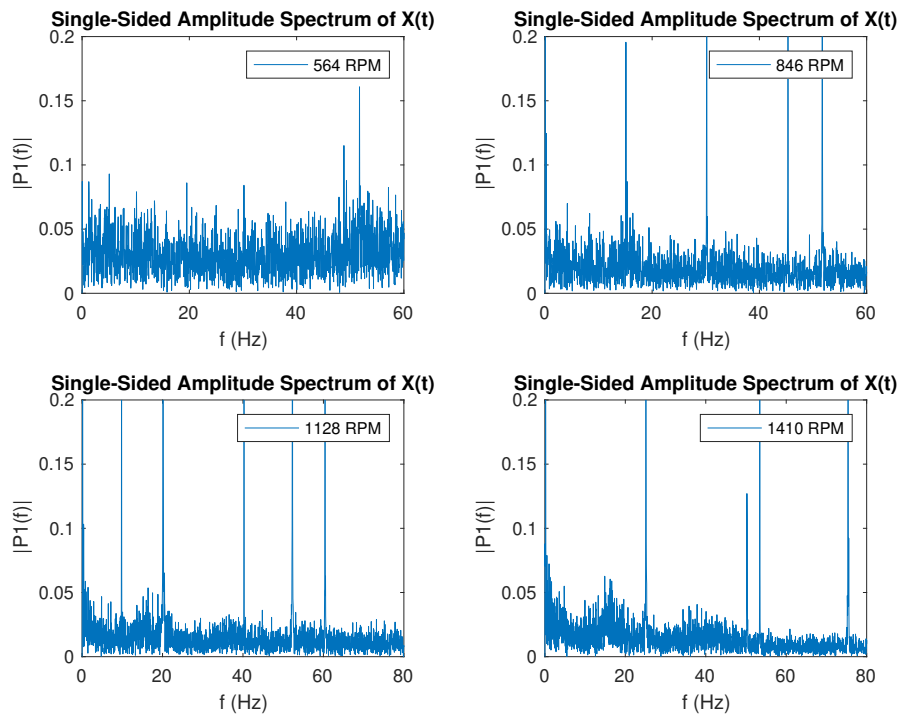 Single-Sided Amplitude Spectrum of X(t)
0.2
0.15
0.1
0.05
0
|P1(f)|
564 RPM
0 20 40 60
f (Hz)
Single-Sided Amplitude Spectrum of X(t)
0.2
0.15
0.1
0.05
0
|P1(f)|
846 RPM
0 20 40 60
f (Hz)
Single-Sided Amplitude Spectrum of X(t)
0.2
0.15
0.1
0.05
0
|P1(f)|
1128 RPM
0 20 40 60 80
f (Hz)
Single-Sided Amplitude Spectrum of X(t)
0.2
0.15
0.1
0.05
0
|P1(f)|
1410 RPM
0 20 40 60 80
f (Hz)